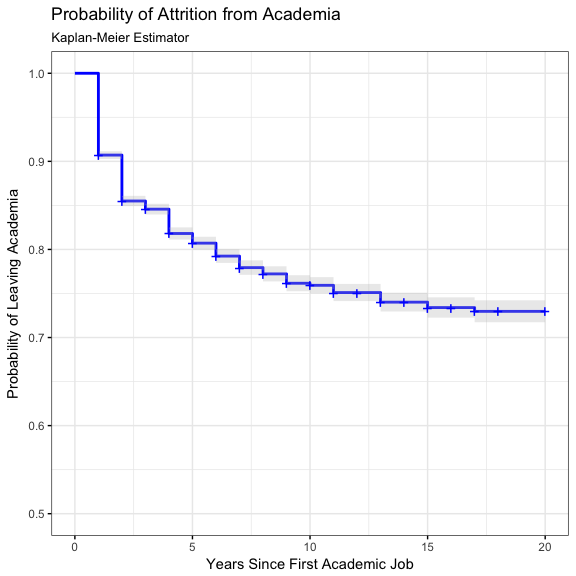 Probability of Attrition from Academia
Kaplan-Meier Estimator
Probability of Leaving Academia
1.0
0.9
0.8
0.7
0.6
0.5
0
5
10
15
20
Years Since First Academic Job